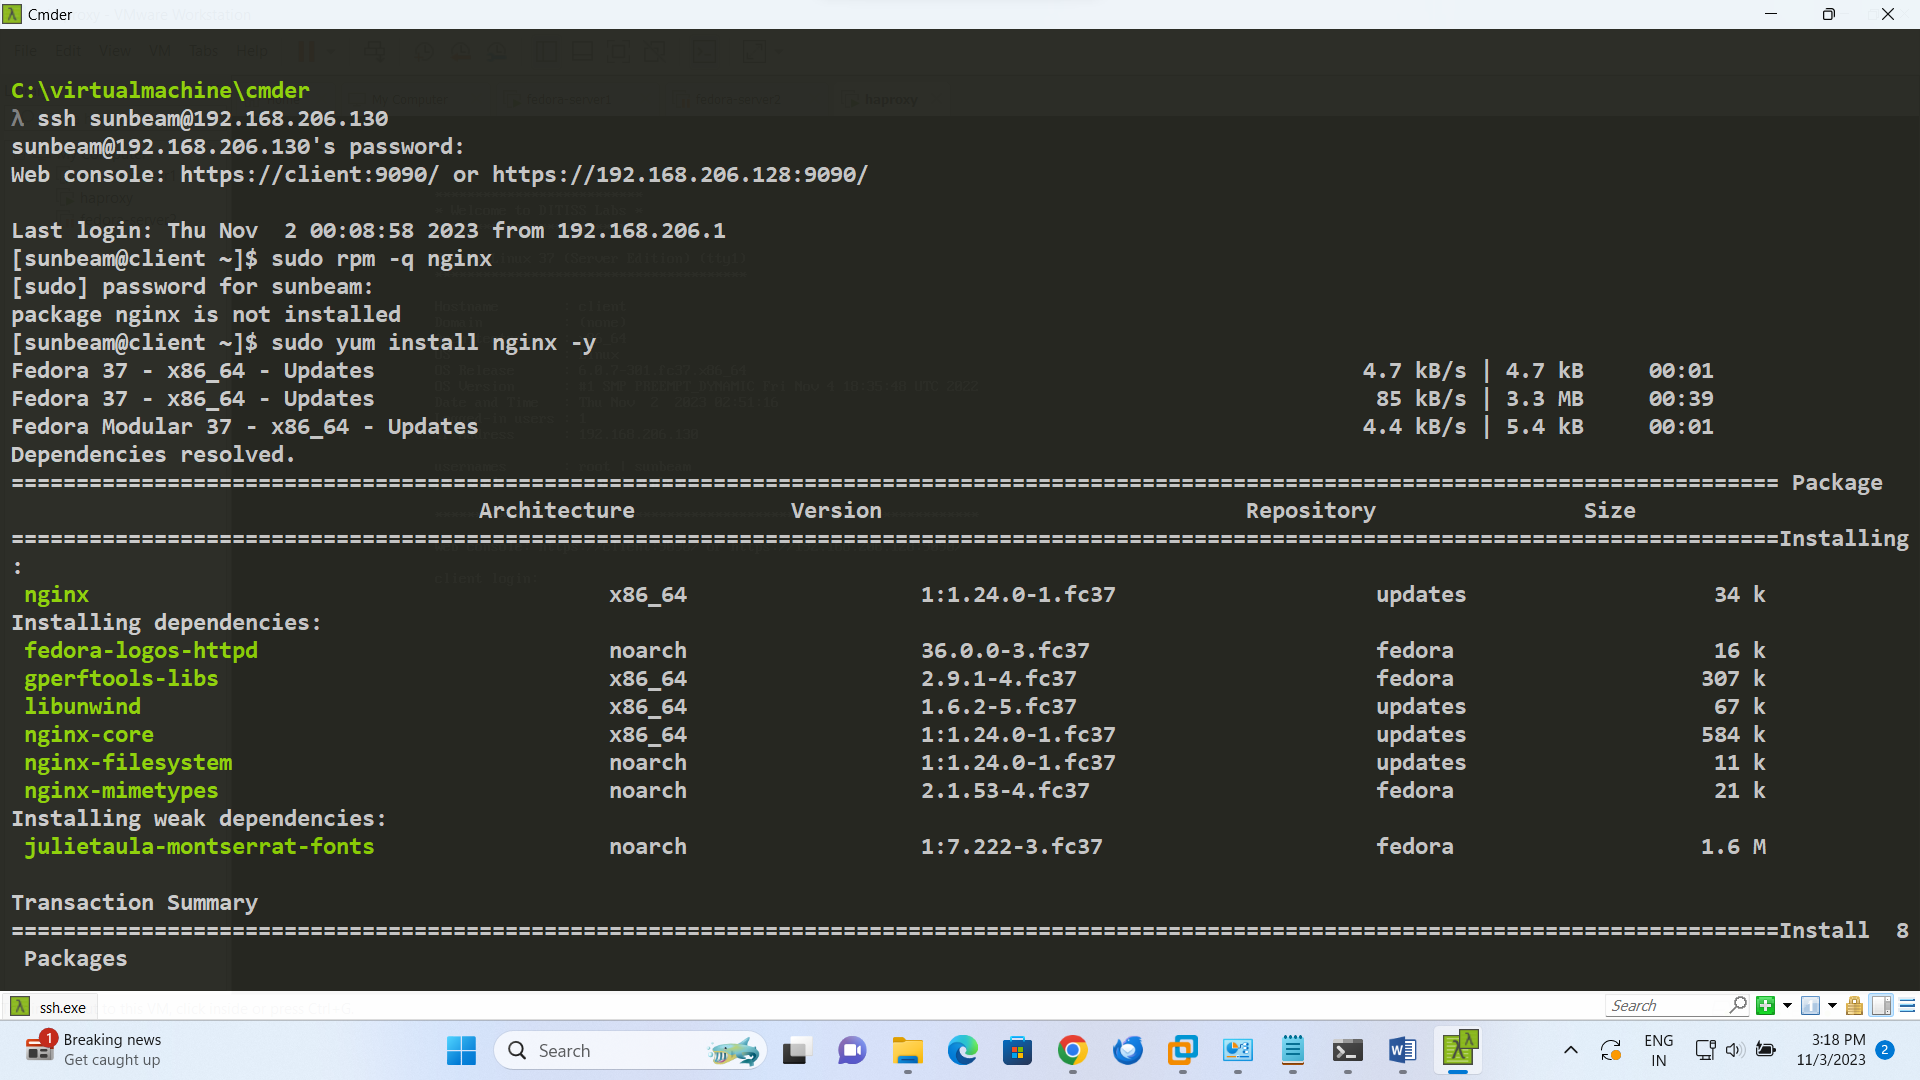 Cmder
C:\virtualmachine\cmder
λ ssh sunbeam@192.168.206.130
sunbeam@192.168.206.130's password:
Web console: https://client:9090/ or https://192.168.206.128:9090/
Last login: Thu Nov  2 00:08:58 2023 from 192.168.206.1
[sunbeam@client ~]$ sudo rpm -q nginx
[sudo] password for sunbeam:
package nginx is not installed
[sunbeam@client ~]$ sudo yum install nginx -y
Fedora 37 - x86_64 - Updates 4.7 kB/s | 4.7 kB 00:01
Fedora 37 - x86_64 - Updates 85 kB/s | 3.3 MB 00:39
Fedora Modular 37 - x86_64 - Updates 4.4 kB/s | 5.4 kB 00:01
Dependencies resolved.
======================================================================================================================================== Package
Architecture Version Repository Size
========================================================================================================================================Installing
:
nginx x86_64 1:1.24.0-1.fc37 updates 34 k
Installing dependencies:
fedora-logos-httpd noarch 36.0.0-3.fc37 fedora 16 k
gperftools-libs x86_64 2.9.1-4.fc37 fedora 307 k
libunwind x86_64 1.6.2-5.fc37 updates 67 k
nginx-core x86_64 1:1.24.0-1.fc37 updates 584 k
nginx-filesystem noarch 1:1.24.0-1.fc37 updates 11 k
nginx-mimetypes noarch 2.1.53-4.fc37 fedora 21 k
Installing weak dependencies:
julietaula-montserrat-fonts noarch 1:7.222-3.fc37 fedora 1.6 M
Transaction Summary
========================================================================================================================================Install  8
Packages
ssh.exe
Search
1
Breaking news
Get caught up
Search
ENG
IN
3:18 PM
11/3/2023
2